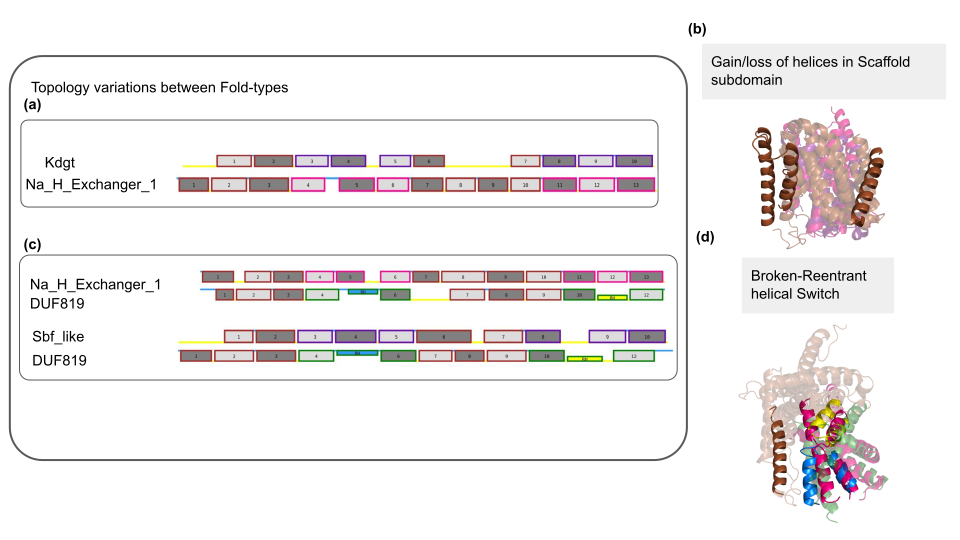 (b)
Gain/loss of helices in Scaffold
subdomain
Topology variations between Fold-types
(a)
Kdgt
1 2 3 4 5 6 7 8 9 10
Na_H_Exchanger_1
1 2 3 4 5 6 7 8 9 10 11 12 13
(d)
(c)
Broken-Reentrant
helical Switch
Na_H_Exchanger_1
1 2 3 4 5 6 7 8 9 10 11 12 13
DUF819
1 2 3 4 6 7 8 9 10 12
Sbf_like
1 2 3 4 5 6 7 8 9 10
DUF819
1 2 3 4 6 7 8 9 10 12